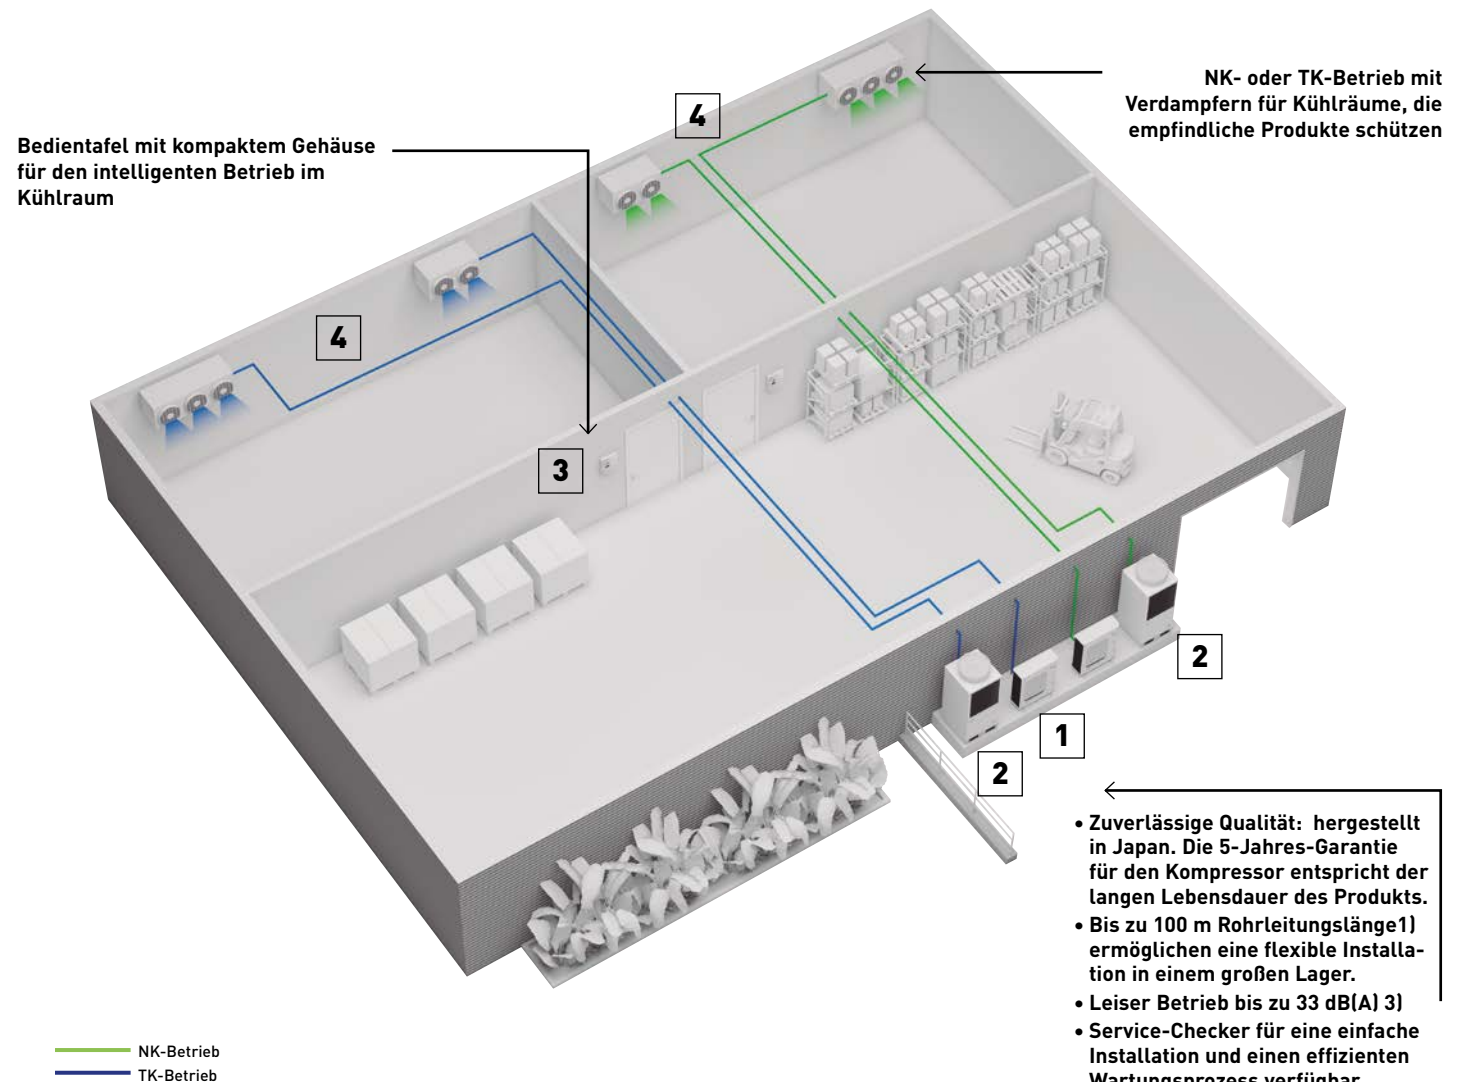 NK- oder TK-Betrieb mit
Verdampfern für Kühlräume, die
empfindliche Produkte schützen
4
Bedientafel mit kompaktem Gehäuse
für den intelligenten Betrieb im
Kühlraum
4
3
2
1
2
• Zuverlässige Qualität: hergestellt
in Japan. Die 5-Jahres-Garantie
für den Kompressor entspricht der
langen Lebensdauer des Produkts.
• Bis zu 100 m Rohrleitungslänge1)
ermöglichen eine flexible Installa-
tion in einem großen Lager.
• Leiser Betrieb bis zu 33 dB(A) 3)
• Service-Checker für eine einfache
Installation und einen effizienten
Wartungsprozess verfügbar
NK-Betrieb
TK-Betrieb